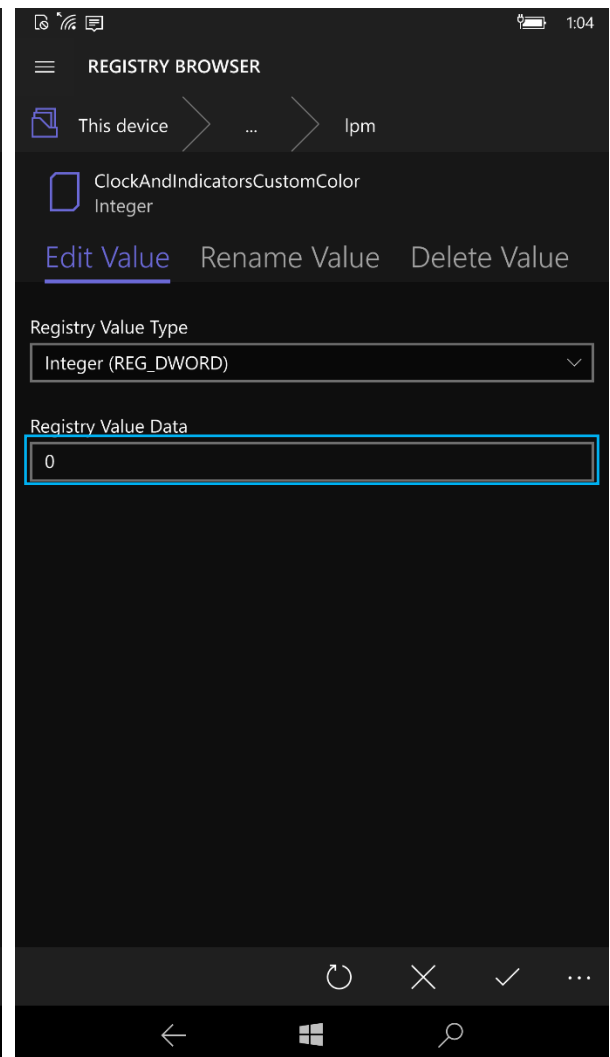 1:04
REGISTRY BROWSER
This device ... lpm
ClockAndIndicatorsCustomColor
Integer
Edit Value Rename Value Delete Value
Registry Value Type
Integer (REG_DWORD)
Registry Value Data
0
...